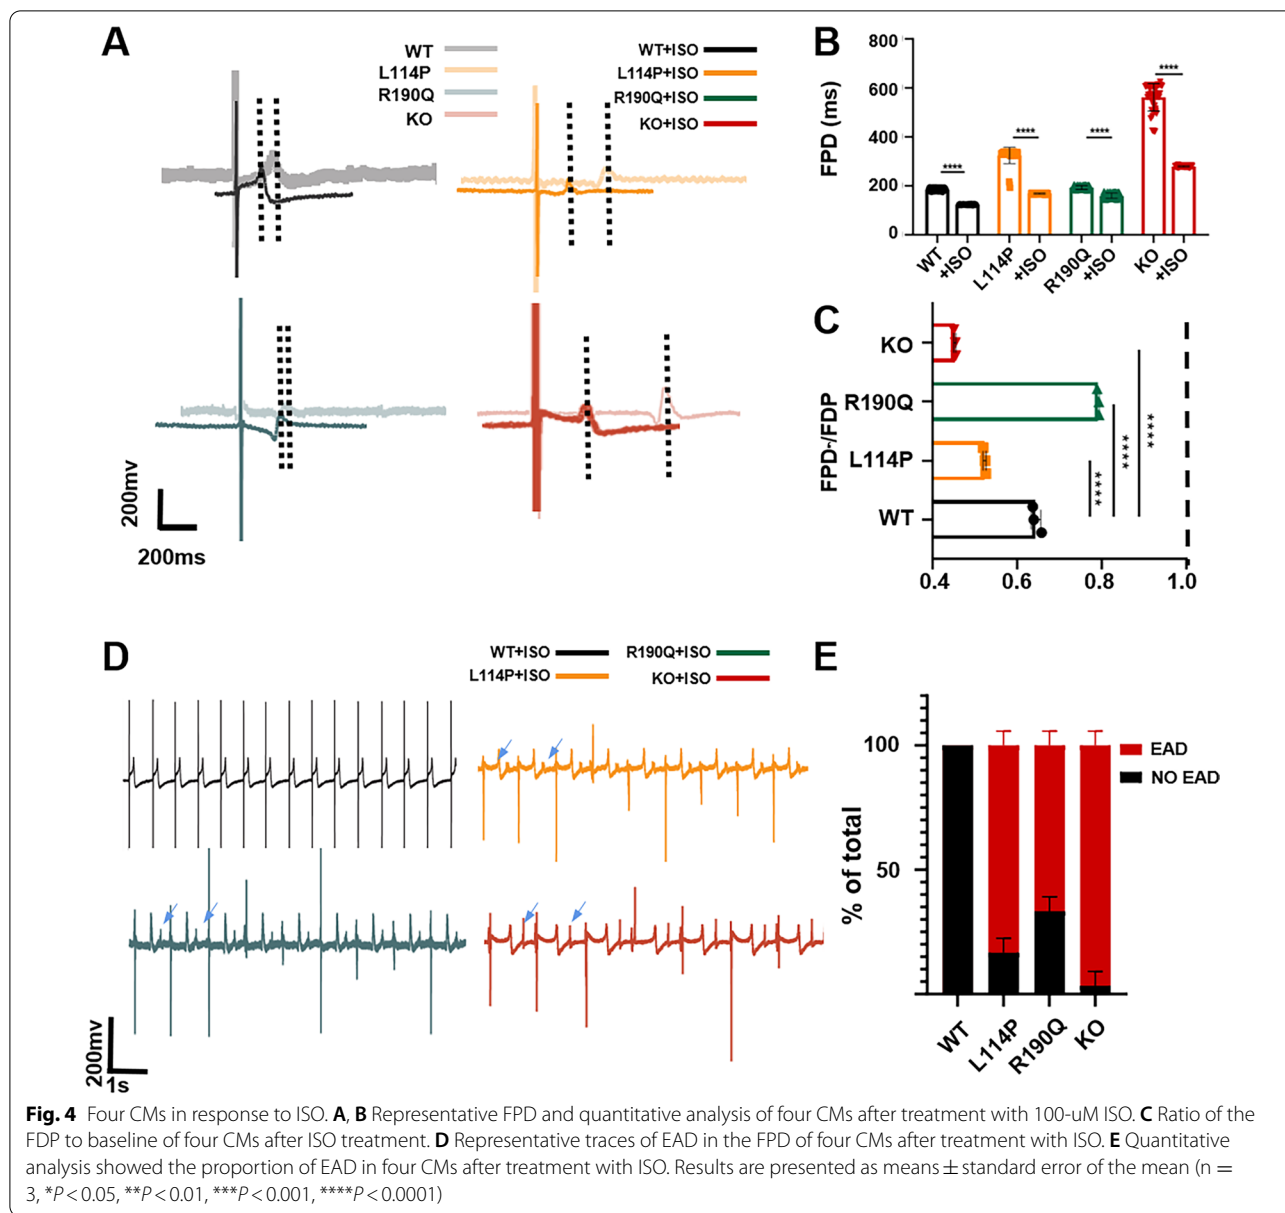 A
WT
L114P
R190Q
KO
WT+ISO
L114P+ISO
R190Q+ISO
KO+ISO
200mv
200ms
B
FPD (ms)
800
600
400
200
0
****
****
****
****
WT
+ISO
L114P
+ISO
R190Q
+ISO
KO
+ISO
C
FPD-/FDP
KO
R190Q
L114P
WT
****
****
****
0.4
0.6
0.8
1.0
D
WT+ISO
L114P+ISO
R190Q+ISO
KO+ISO
200mv
1s
E
% of total
100
50
EAD
NO EAD
WT
L114P
R190Q
KO
Fig. 4 Four CMs in response to ISO. A, B Representative FPD and quantitative analysis of four CMs after treatment with 100-uM ISO. C Ratio of the
FDP to baseline of four CMs after ISO treatment. D Representative traces of EAD in the FPD of four CMs after treatment with ISO. E Quantitative
analysis showed the proportion of EAD in four CMs after treatment with ISO. Results are presented as means ± standard error of the mean (n =
3, *P < 0.05, **P < 0.01, ***P < 0.001, ****P < 0.0001)